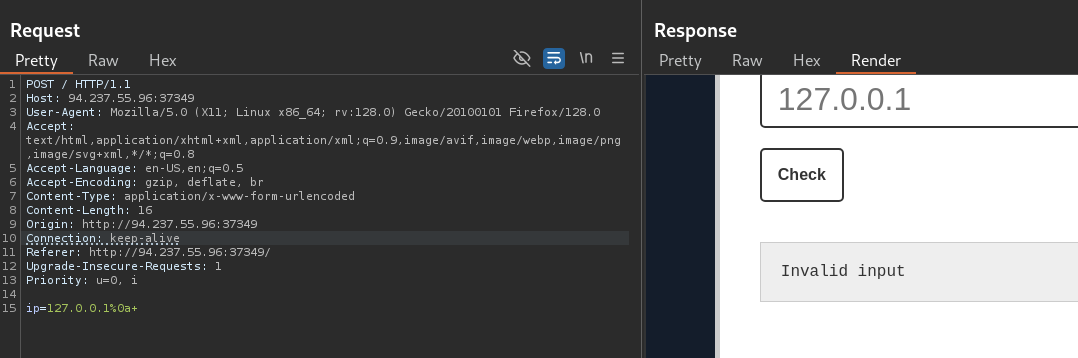 Request
Pretty Raw Hex
\n
1 POST / HTTP/1.1
2 Host: 94.237.55.96:37349
3 User-Agent: Mozilla/5.0 (X11; Linux x86_64; rv:128.0) Gecko/20100101 Firefox/128.0
4 Accept:
text/html,application/xhtml+xml,application/xml;q=0.9,image/avif,image/webp,image/png
,image/svg+xml,*/*;q=0.8
5 Accept-Language: en-US,en;q=0.5
6 Accept-Encoding: gzip, deflate, br
7 Content-Type: application/x-www-form-urlencoded
8 Content-Length: 16
9 Origin: http://94.237.55.96:37349
10 Connection: keep-alive
11 Referer: http://94.237.55.96:37349/
12 Upgrade-Insecure-Requests: 1
13 Priority: u=0, i
14
15 ip=127.0.0.1%0a+
Response
Pretty Raw Hex Render
127.0.0.1
Check
Invalid input